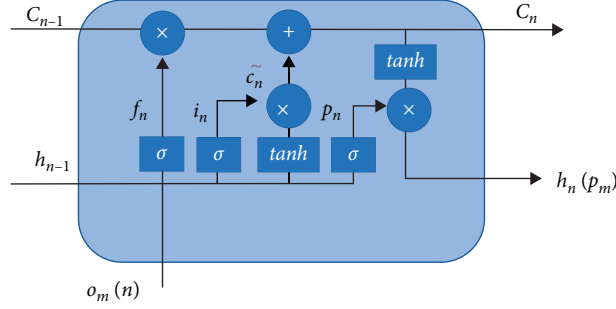 C_{n-1} C_n
× +
tanh
c̃_n
f_n i_n × p_n ×
σ σ tanh σ
h_{n-1}
h_n (p_m)
o_m (n)